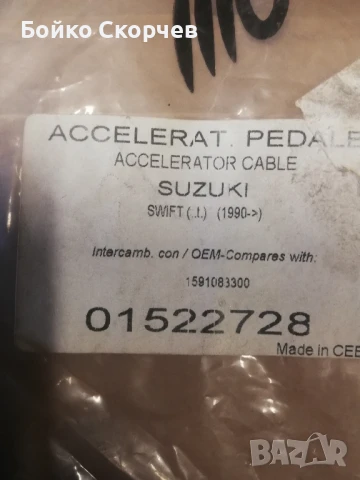 Бойко Скорчев
ACCELERAT. PEDALE
ACCELERATOR CABLE
SUZUKI
SWIFT (..I.) (1990->)
Intercamb. con / OEM-Compares with:
1591083300
01522728
Made in CEE
BAZAR